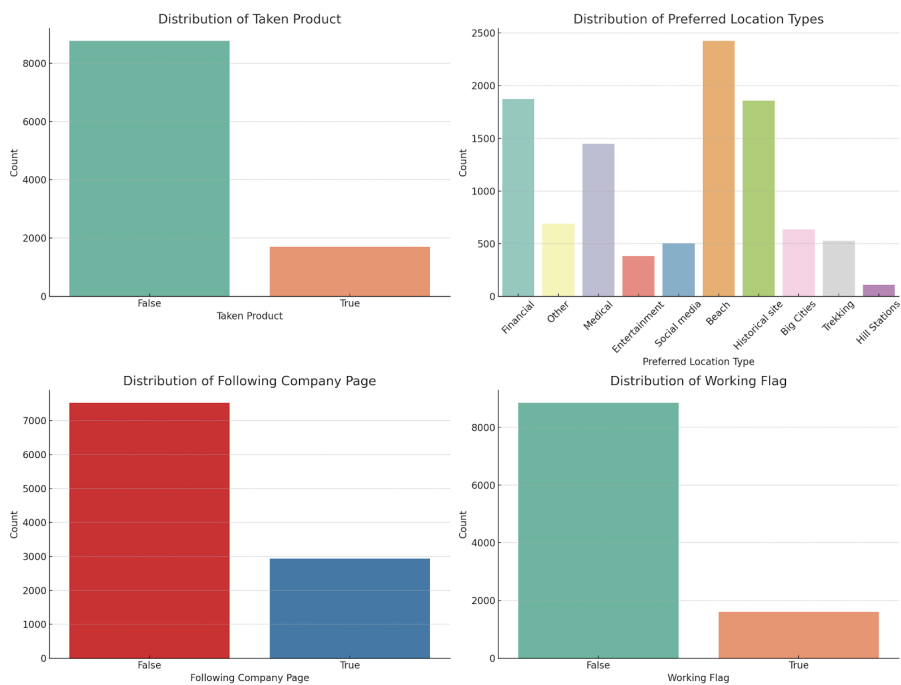 Distribution of Taken Product
8000
6000
4000
2000
0
Count
False
True
Taken Product
Distribution of Preferred Location Types
2500
2000
1500
1000
500
0
Count
Financial
Other
Medical
Entertainment
Social media
Beach
Historical site
Big Cities
Trekking
Hill Stations
Preferred Location Type
Distribution of Following Company Page
7000
6000
5000
4000
3000
2000
1000
0
Count
False
True
Following Company Page
Distribution of Working Flag
8000
6000
4000
2000
0
Count
False
True
Working Flag